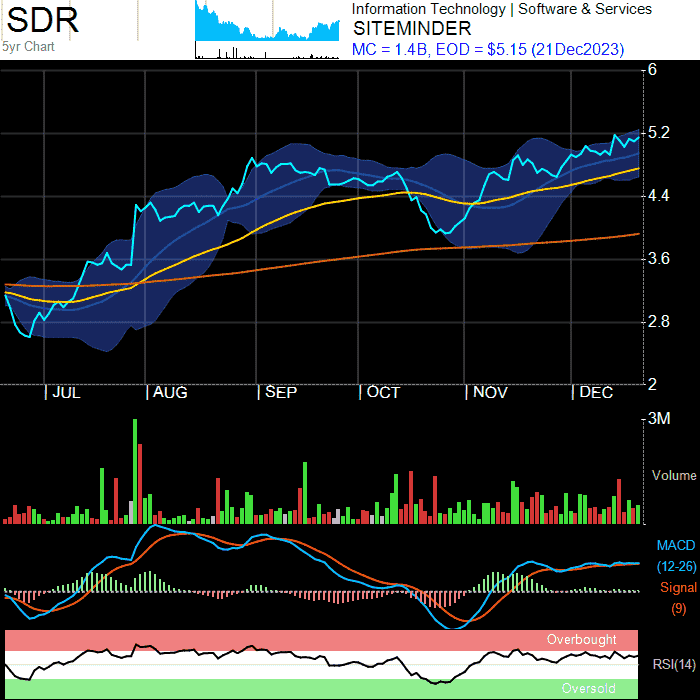 SDR
5yr Chart
Information Technology | Software & Services
SITEMINDER
MC = 1.4B, EOD = $5.15 (21Dec2023)
6
5.2
4.4
3.6
2.8
2
|JUL |AUG |SEP |OCT |NOV |DEC
3M
Volume
MACD
(12-26)
Signal
(9)
Overbought
RSI(14)
Oversold